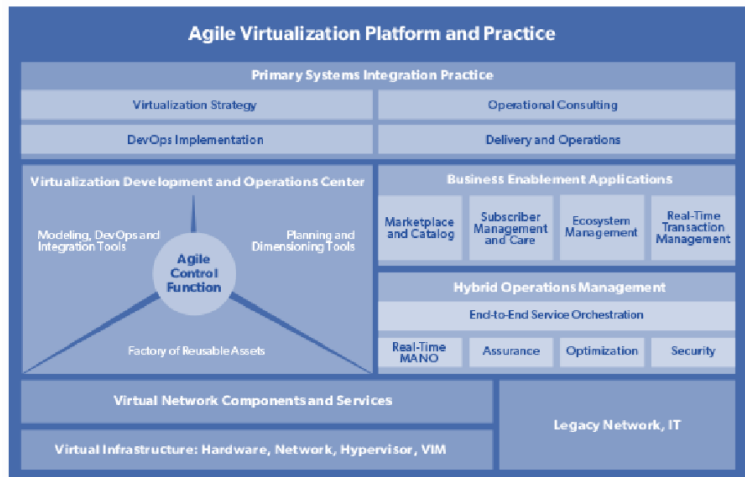 Agile Virtualization Platform and Practice
Primary Systems Integration Practice
Virtualization Strategy
Operational Consulting
DevOps Implementation
Delivery and Operations
Virtualization Development and Operations Center
Modeling, DevOps and
Integration Tools
Planning and
Dimensioning Tools
Agile
Control
Function
Factory of Reusable Assets
Business Enablement Applications
Marketplace
and Catalog
Subscriber
Management
and Care
Ecosystem
Management
Real-Time
Transaction
Management
Hybrid Operations Management
End-to-End Service Orchestration
Real-Time
MANO
Assurance
Optimization
Security
Virtual Network Components and Services
Virtual Infrastructure: Hardware, Network, Hypervisor, VIM
Legacy Network, IT